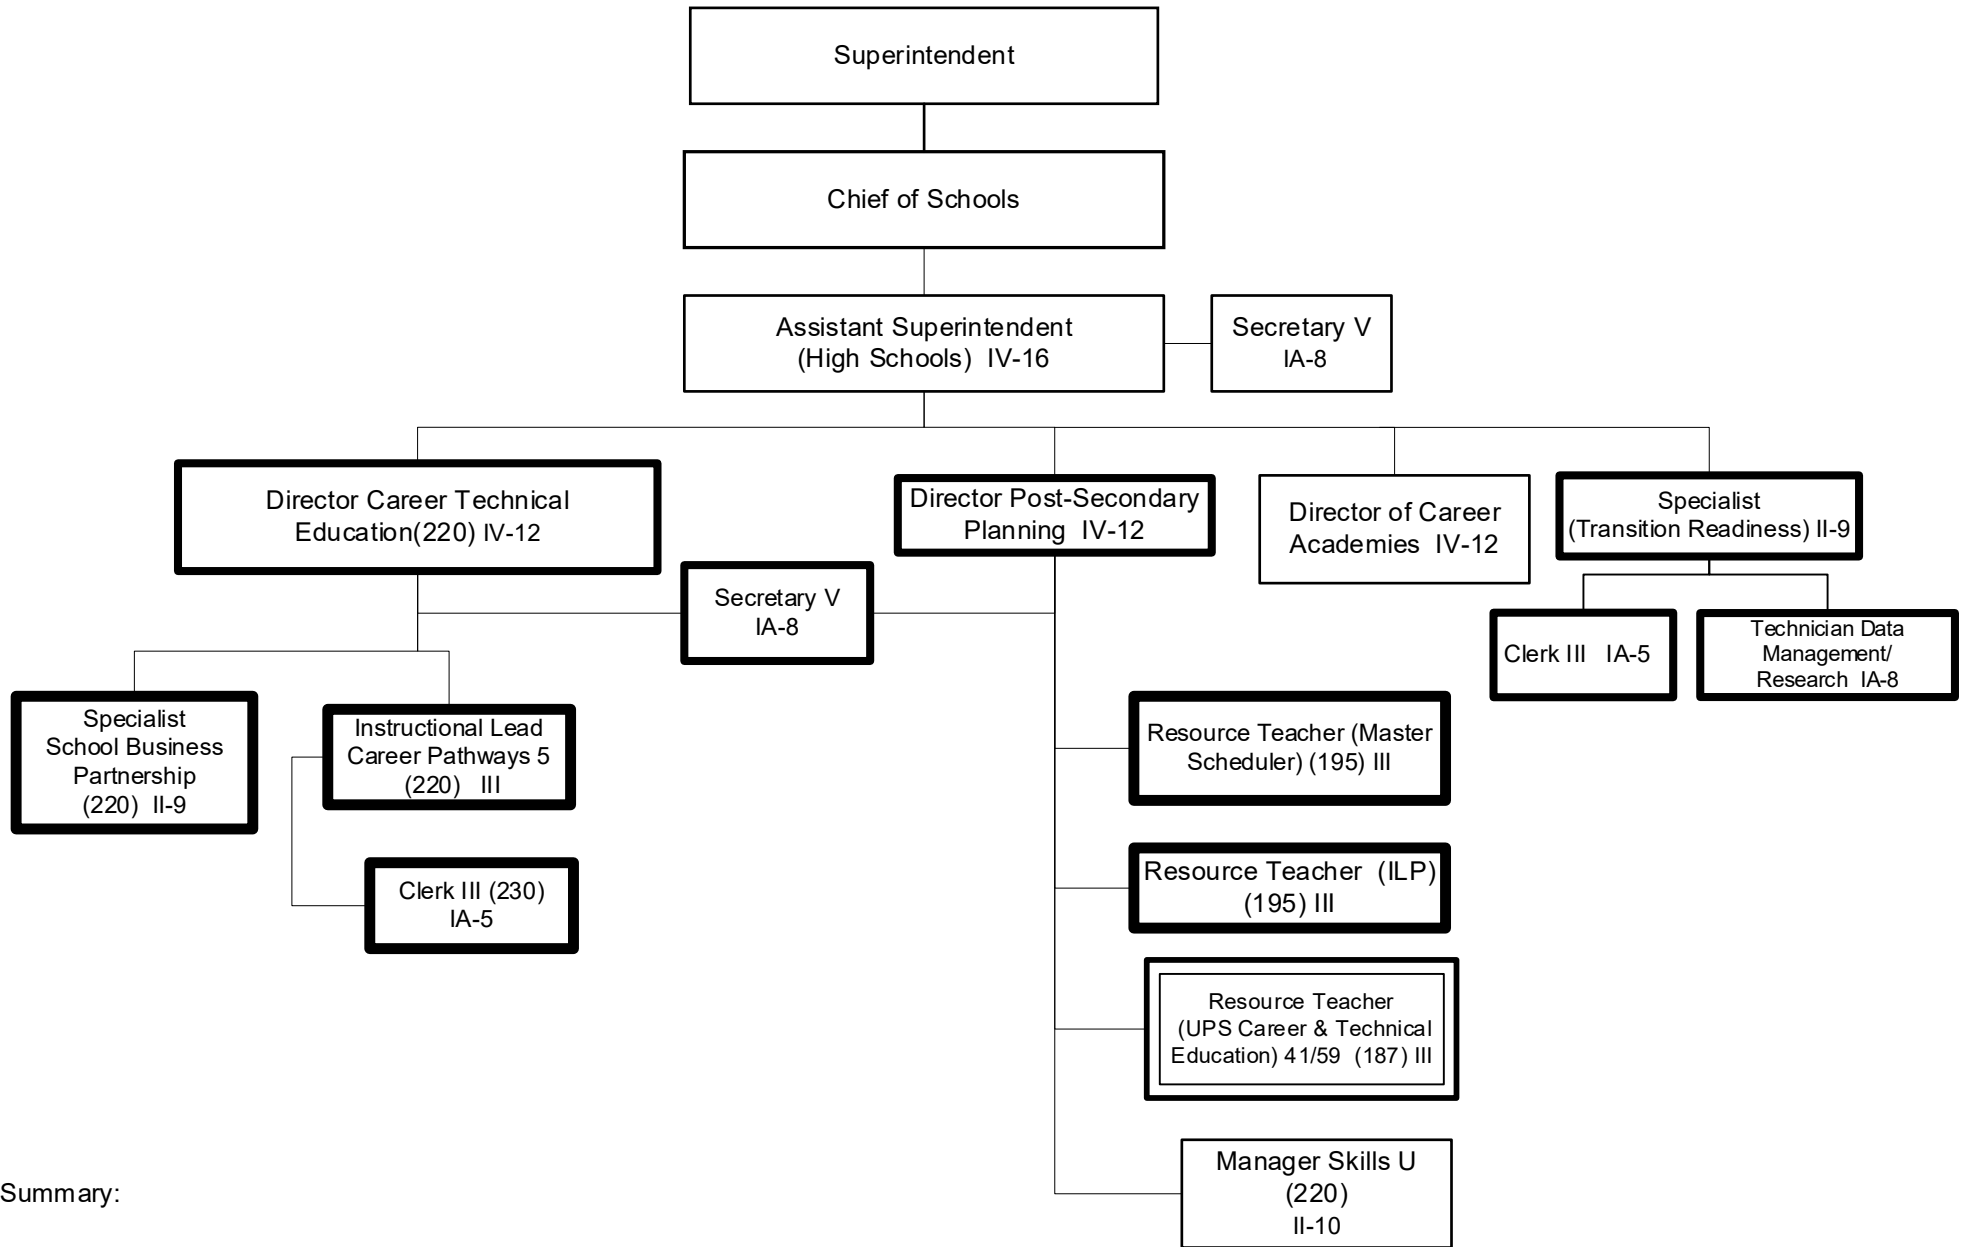 Superintendent
Chief of Schools
Assistant Superintendent
(High Schools) IV-16
Secretary V
IA-8
Director Career Technical
Education(220) IV-12
Director Post-Secondary
Planning IV-12
Director of Career
Academies IV-12
Specialist
(Transition Readiness) II-9
Secretary V
IA-8
Clerk III IA-5
Technician Data
Management/
Research IA-8
Specialist
School Business
Partnership
(220) II-9
Instructional Lead
Career Pathways 5
(220) III
Clerk III (230)
IA-5
Resource Teacher (Master
Scheduler) (195) III
Resource Teacher (ILP)
(195) III
Resource Teacher
(UPS Career & Technical
Education) 41/59 (187) III
Manager Skills U
(220)
II-10
Summary: